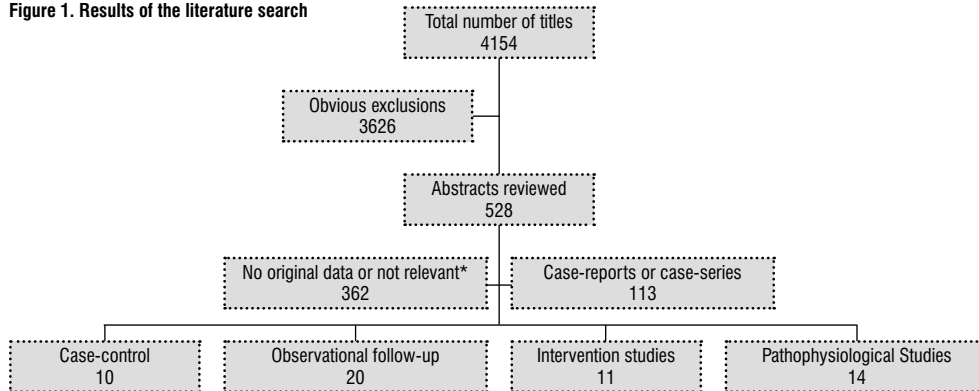 Figure 1. Results of the literature search
Total number of titles
4154
Obvious exclusions
3626
Abstracts reviewed
528
No original data or not relevant*
362
Case-reports or case-series
113
Case-control
10
Observational follow-up
20
Intervention studies
11
Pathophysiological Studies
14